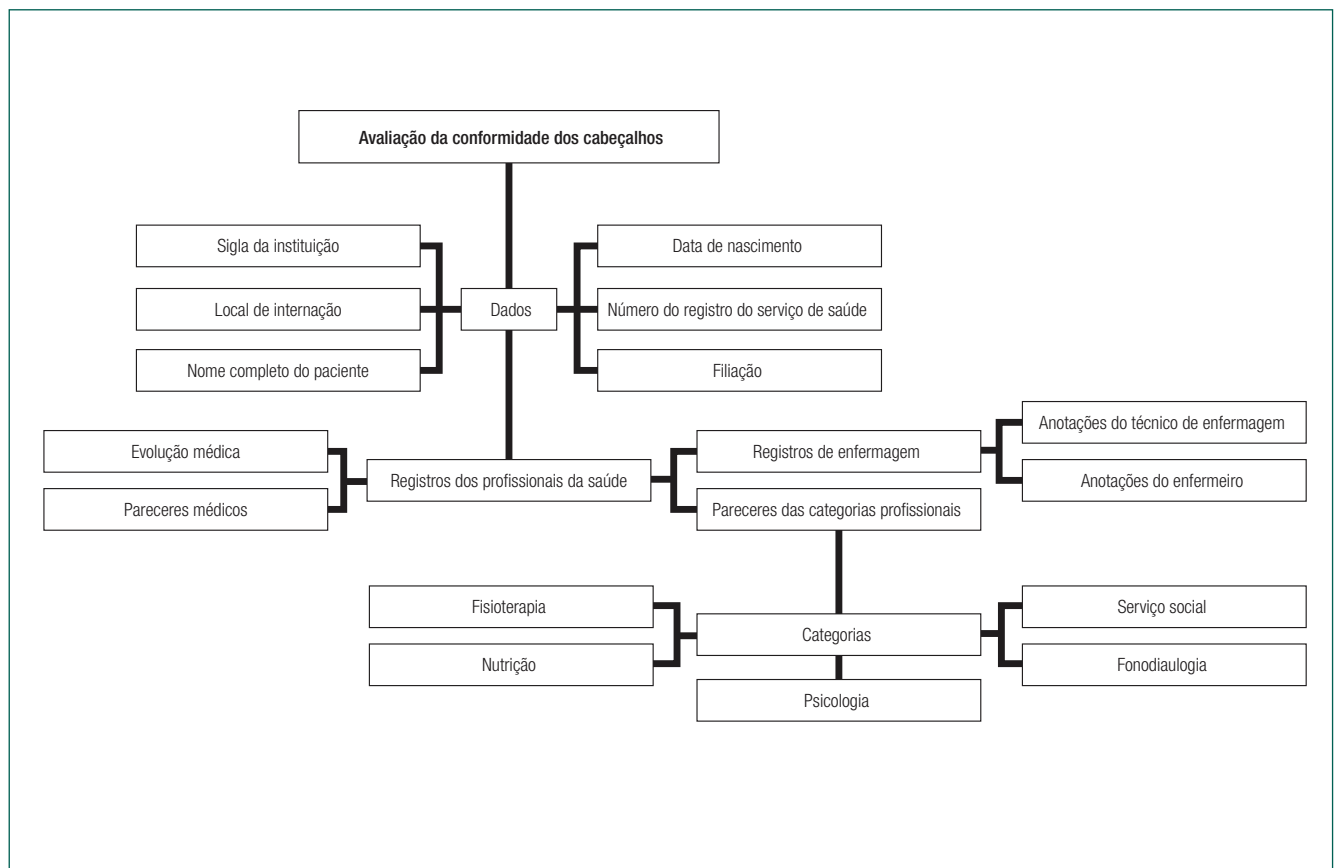 Avaliação da conformidade dos cabeçalhos
Sigla da instituição
Data de nascimento
Local de internação
Dados
Número do registro do serviço de saúde
Nome completo do paciente
Filiação
Anotações do técnico de enfermagem
Evolução médica
Registros de enfermagem
Registros dos profissionais da saúde
Anotações do enfermeiro
Pareceres médicos
Pareceres das categorias profissionais
Fisioterapia
Serviço social
Categorias
Nutrição
Fonodiaulogia
Psicologia